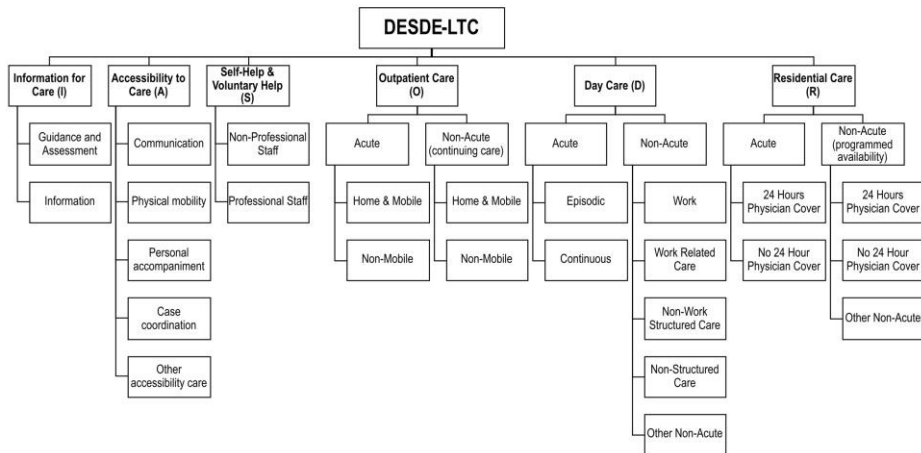 DESDE-LTC
Information for
Care (I)
Guidance and
Assessment
Information
Accessibility to
Care (A)
Communication
Physical mobility
Personal
accompaniment
Case
coordination
Other
accessibility care
Self-Help &
Voluntary Help
(S)
Non-Professional
Staff
Professional Staff
Outpatient Care
(O)
Acute
Home & Mobile
Non-Mobile
Non-Acute
(continuing care)
Home & Mobile
Non-Mobile
Day Care (D)
Acute
Episodic
Continuous
Non-Acute
Work
Work Related
Care
Non-Work
Structured Care
Non-Structured
Care
Other Non-Acute
Residential Care
(R)
Acute
24 Hours
Physician Cover
No 24 Hour
Physician Cover
Non-Acute
(programmed
availability)
24 Hours
Physician Cover
No 24 Hour
Physician Cover
Other Non-Acute